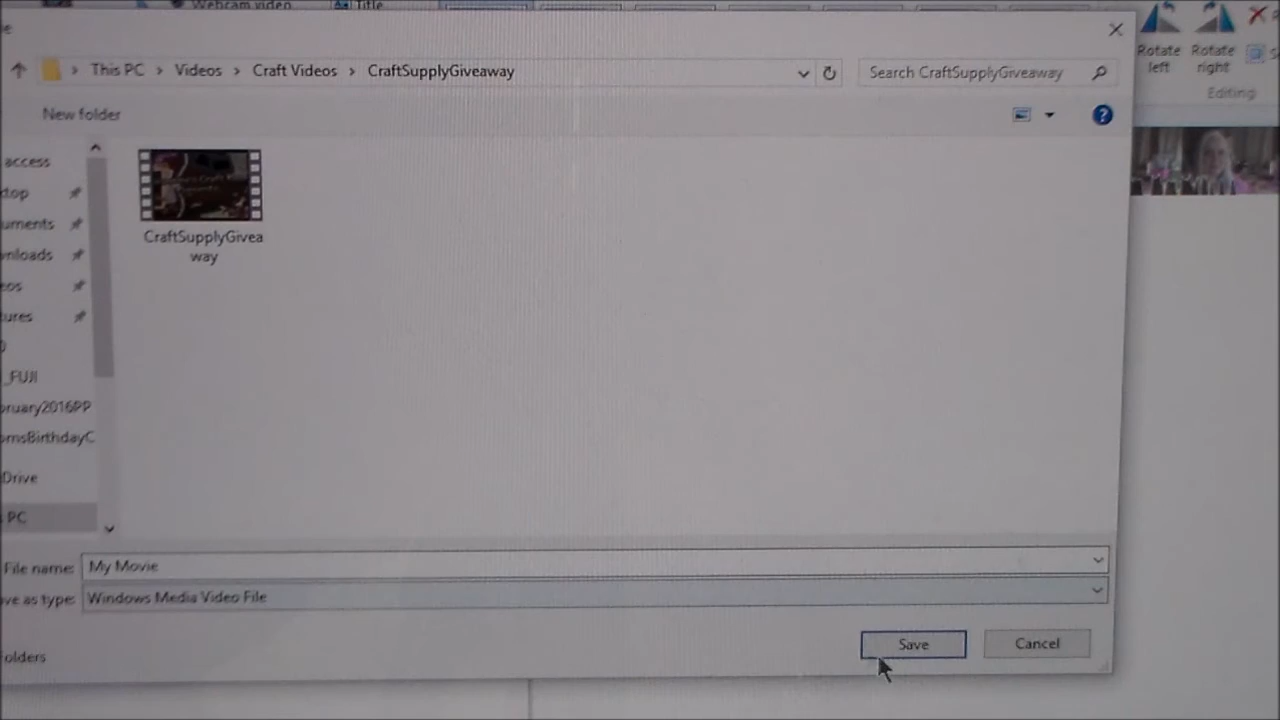 Webcam video
Title
This PC > Videos > Craft Videos > CraftSupplyGiveaway
Search CraftSupplyGiveaway
Rotate left
Rotate right
Editing
New folder
access
top
uments
wnloads
eos
tures
_FUJI
bruary2016PP
omsBirthdayC
Drive
PC
CraftSupplyGivea
way
File name: My Movie
ve as type: Windows Media Video File
Save
Cancel
olders